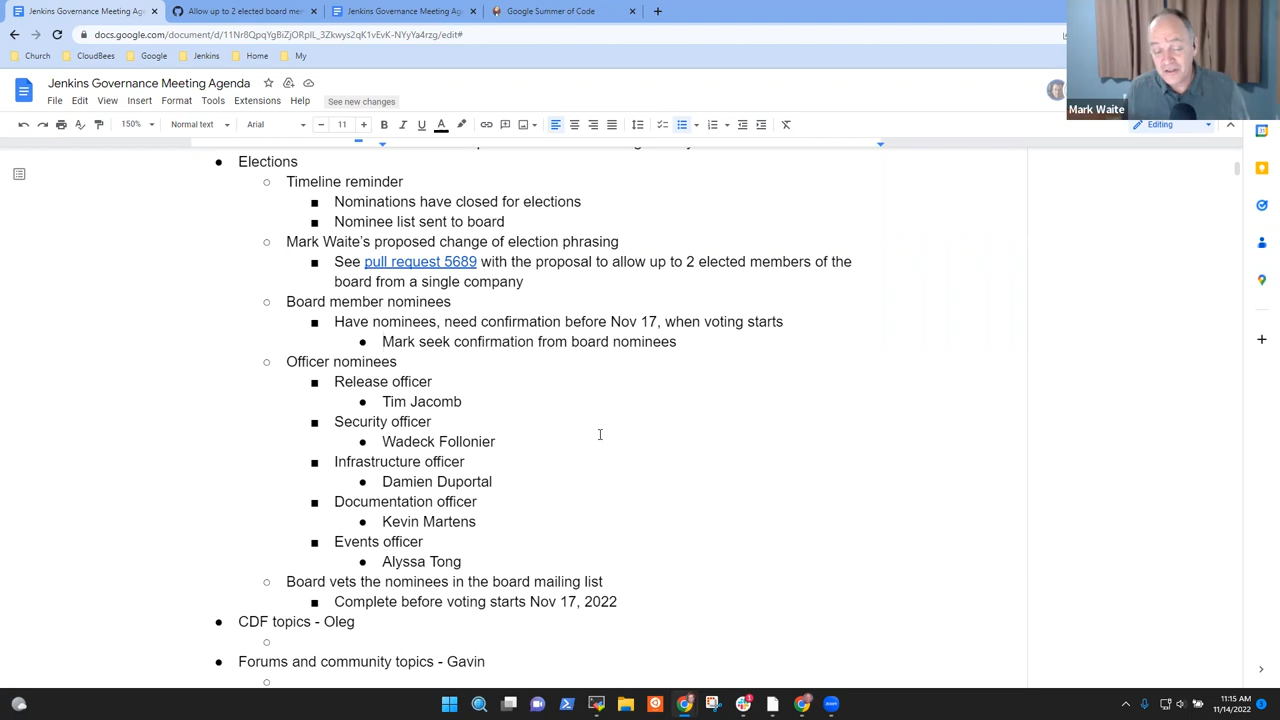 Jenkins Governance Meeting Age
Allow up to 2 elected board mem
Jenkins Governance Meeting Age
Google Summer of Code
docs.google.com/document/d/11Nr8QpqYgBiZjORpIL_3Zkwys2qK1vEvK-NYyYa4rzg/edit#
Church CloudBees Google Jenkins Home My
Jenkins Governance Meeting Agenda
File Edit View Insert Format Tools Extensions Help See new changes
150% Normal text Arial 11 Editing
Mark Waite
Elections
Timeline reminder
Nominations have closed for elections
Nominee list sent to board
Mark Waite's proposed change of election phrasing
See pull request 5689 with the proposal to allow up to 2 elected members of the
board from a single company
Board member nominees
Have nominees, need confirmation before Nov 17, when voting starts
Mark seek confirmation from board nominees
Officer nominees
Release officer
Tim Jacomb
Security officer
Wadeck Follonier
Infrastructure officer
Damien Duportal
Documentation officer
Kevin Martens
Events officer
Alyssa Tong
Board vets the nominees in the board mailing list
Complete before voting starts Nov 17, 2022
CDF topics - Oleg
Forums and community topics - Gavin
11:15 AM
11/14/2022